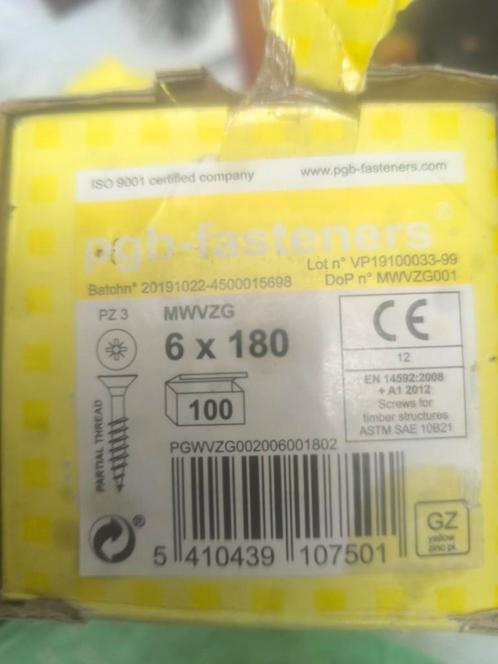 ISO 9001 certified company
www.pgb-fasteners.com
pgb-fasteners®
Lot n° VP19100033-99
Batchn° 20191022-4500015698
DoP n° MWVZG001
PZ 3
MWVZG
6 x 180
CE
12
EN 14592:2008
+ A1 2012
Screws for
timber structures
ASTM SAE 10B21
100
PARTIAL THREAD
PGWVZG002006001802
5 410439 107501
®
GZ
yellow
zinc pl.